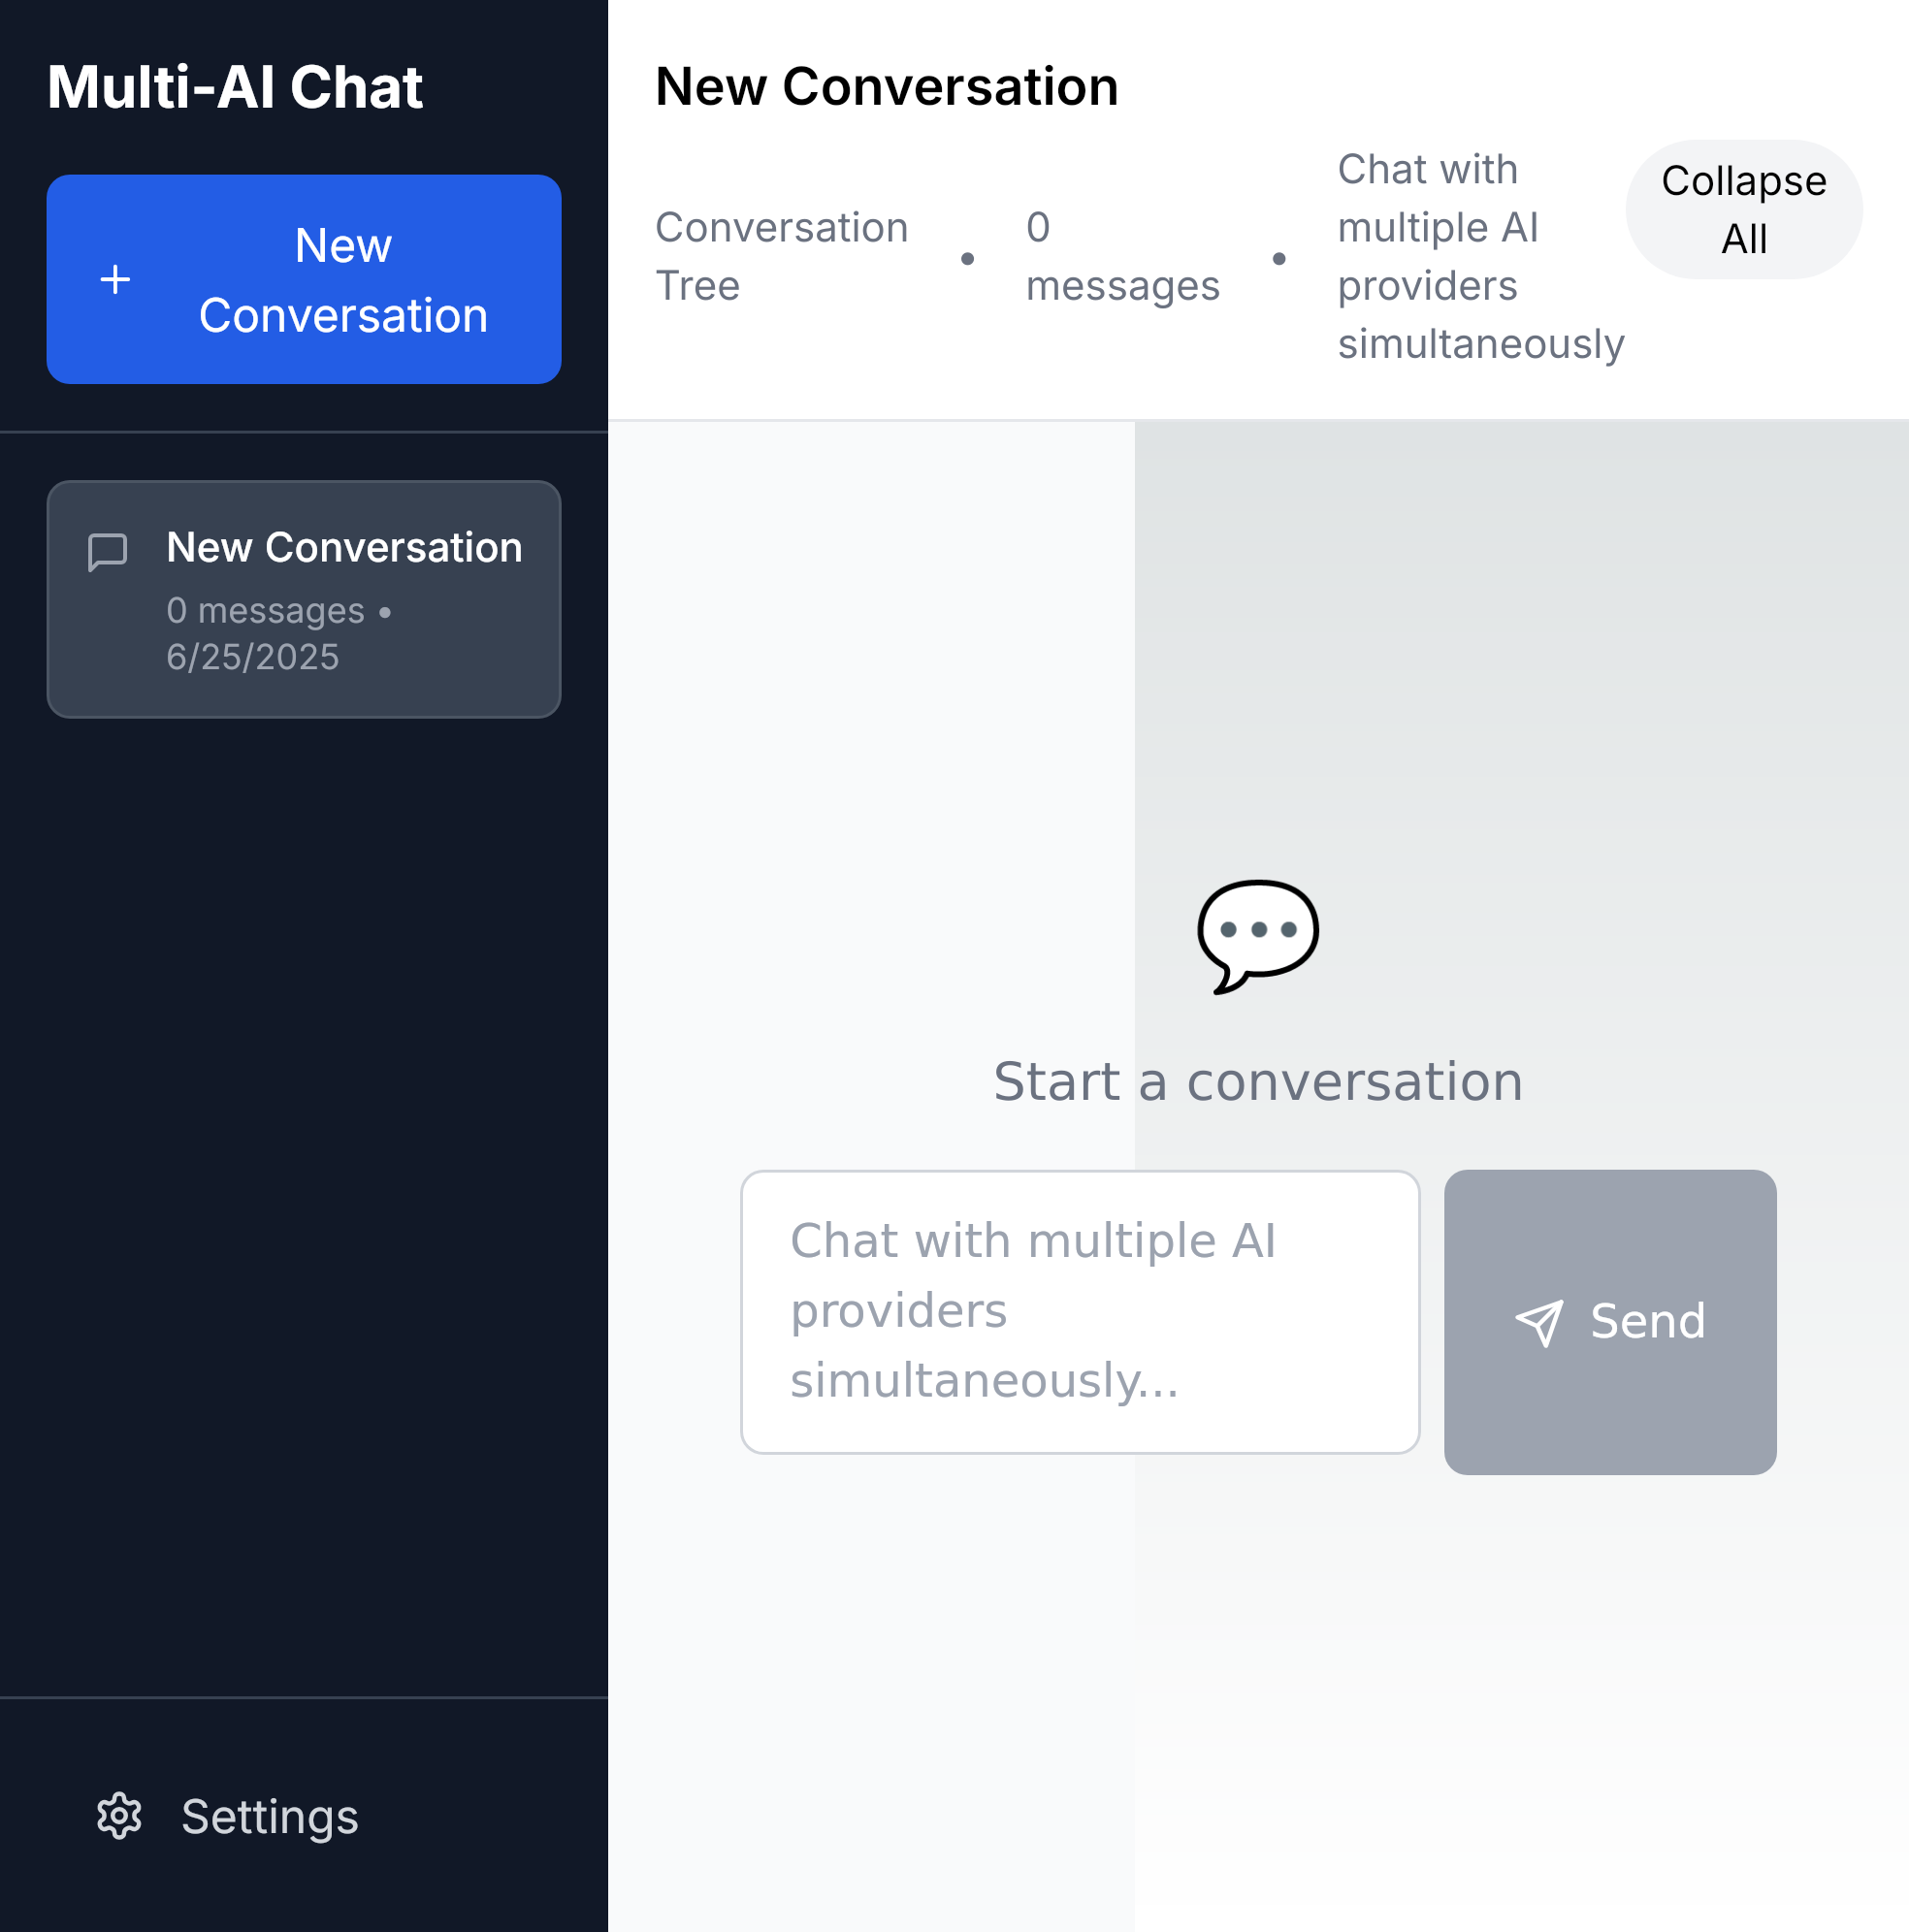 Multi-AI Chat
New
Conversation
New Conversation
0 messages •
6/25/2025
Settings
New Conversation
Conversation
Tree
•
0
messages
•
Chat with
multiple AI
providers
simultaneously
Collapse
All
Start a conversation
Chat with multiple AI
providers
simultaneously...
Send